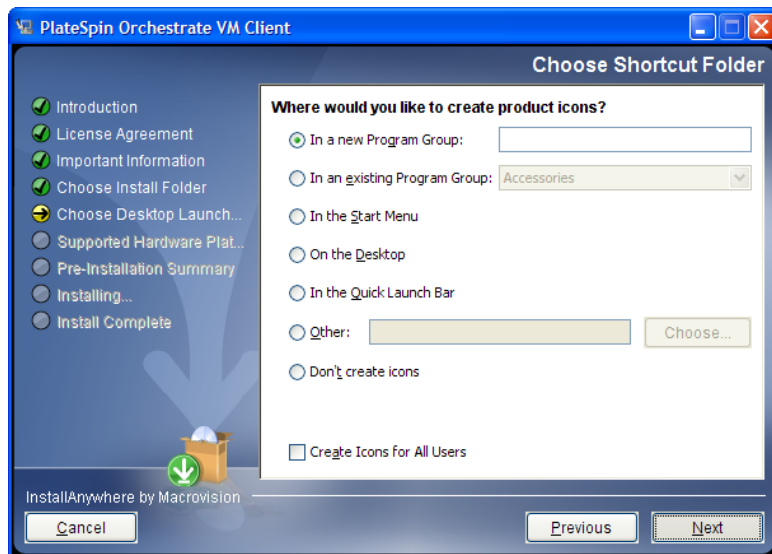 PlateSpin Orchestrate VM Client
Choose Shortcut Folder
Introduction
License Agreement
Important Information
Choose Install Folder
Choose Desktop Launch...
Supported Hardware Plat...
Pre-Installation Summary
Installing...
Install Complete
Where would you like to create product icons?
In a new Program Group:
In an existing Program Group: Accessories
In the Start Menu
On the Desktop
In the Quick Launch Bar
Other: Choose...
Don't create icons
Create Icons for All Users
InstallAnywhere by Macrovision
Cancel Previous Next